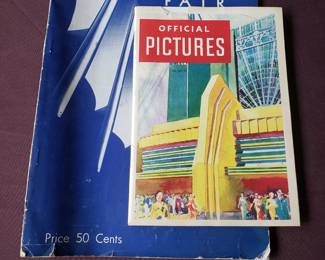 FAIR
OFFICIAL
PICTURES
Price 50 Cents